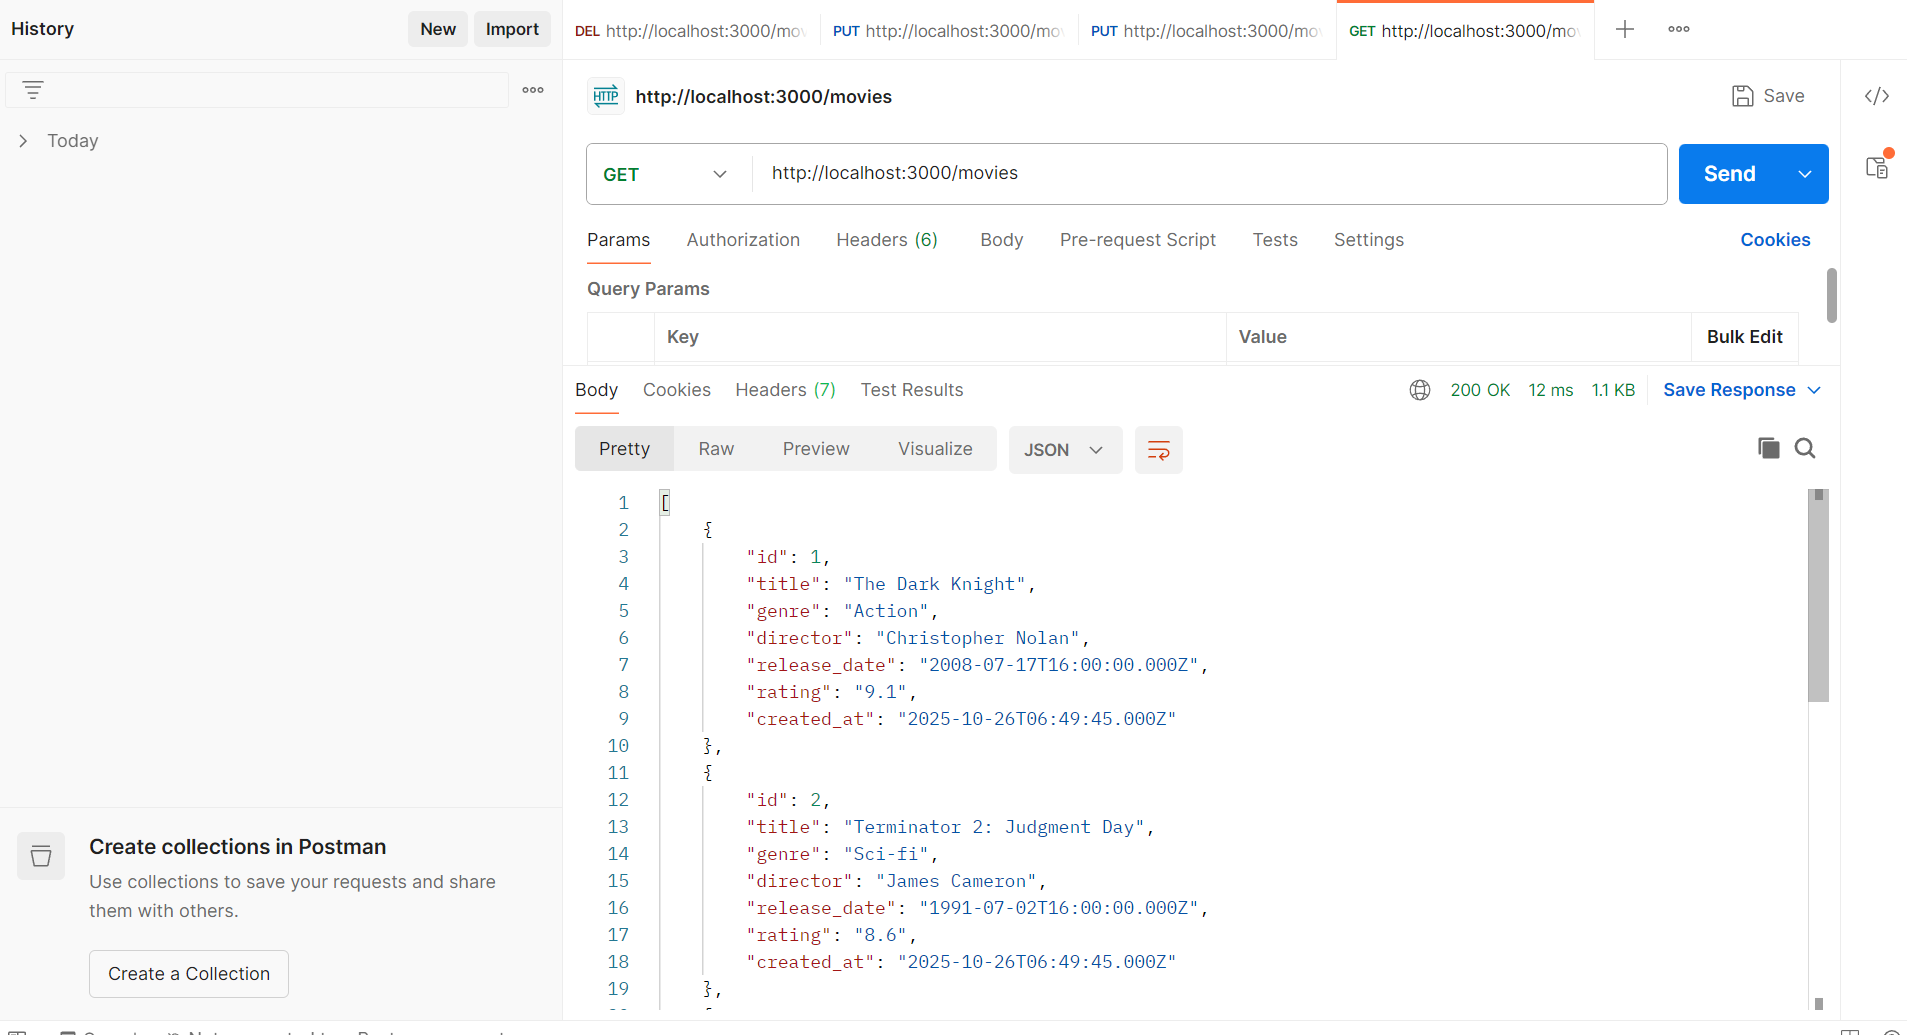 History
New
Import
DEL http://localhost:3000/mov
PUT http://localhost:3000/mo
PUT http://localhost:3000/mo
GET http://localhost:3000/mo
Today
HTTP http://localhost:3000/movies
Save
</>
GET http://localhost:3000/movies
Send
Params Authorization Headers (6) Body Pre-request Script Tests Settings Cookies
Query Params
Key Value Bulk Edit
Body Cookies Headers (7) Test Results 200 OK 12 ms 1.1 KB Save Response
Pretty Raw Preview Visualize JSON
1 [
2 {
3 "id": 1,
4 "title": "The Dark Knight",
5 "genre": "Action",
6 "director": "Christopher Nolan",
7 "release_date": "2008-07-17T16:00:00.000Z",
8 "rating": "9.1",
9 "created_at": "2025-10-26T06:49:45.000Z"
10 },
11 {
12 "id": 2,
13 "title": "Terminator 2: Judgment Day",
14 "genre": "Sci-fi",
15 "director": "James Cameron",
16 "release_date": "1991-07-02T16:00:00.000Z",
17 "rating": "8.6",
18 "created_at": "2025-10-26T06:49:45.000Z"
19 },
Create collections in Postman
Use collections to save your requests and share
them with others.
Create a Collection